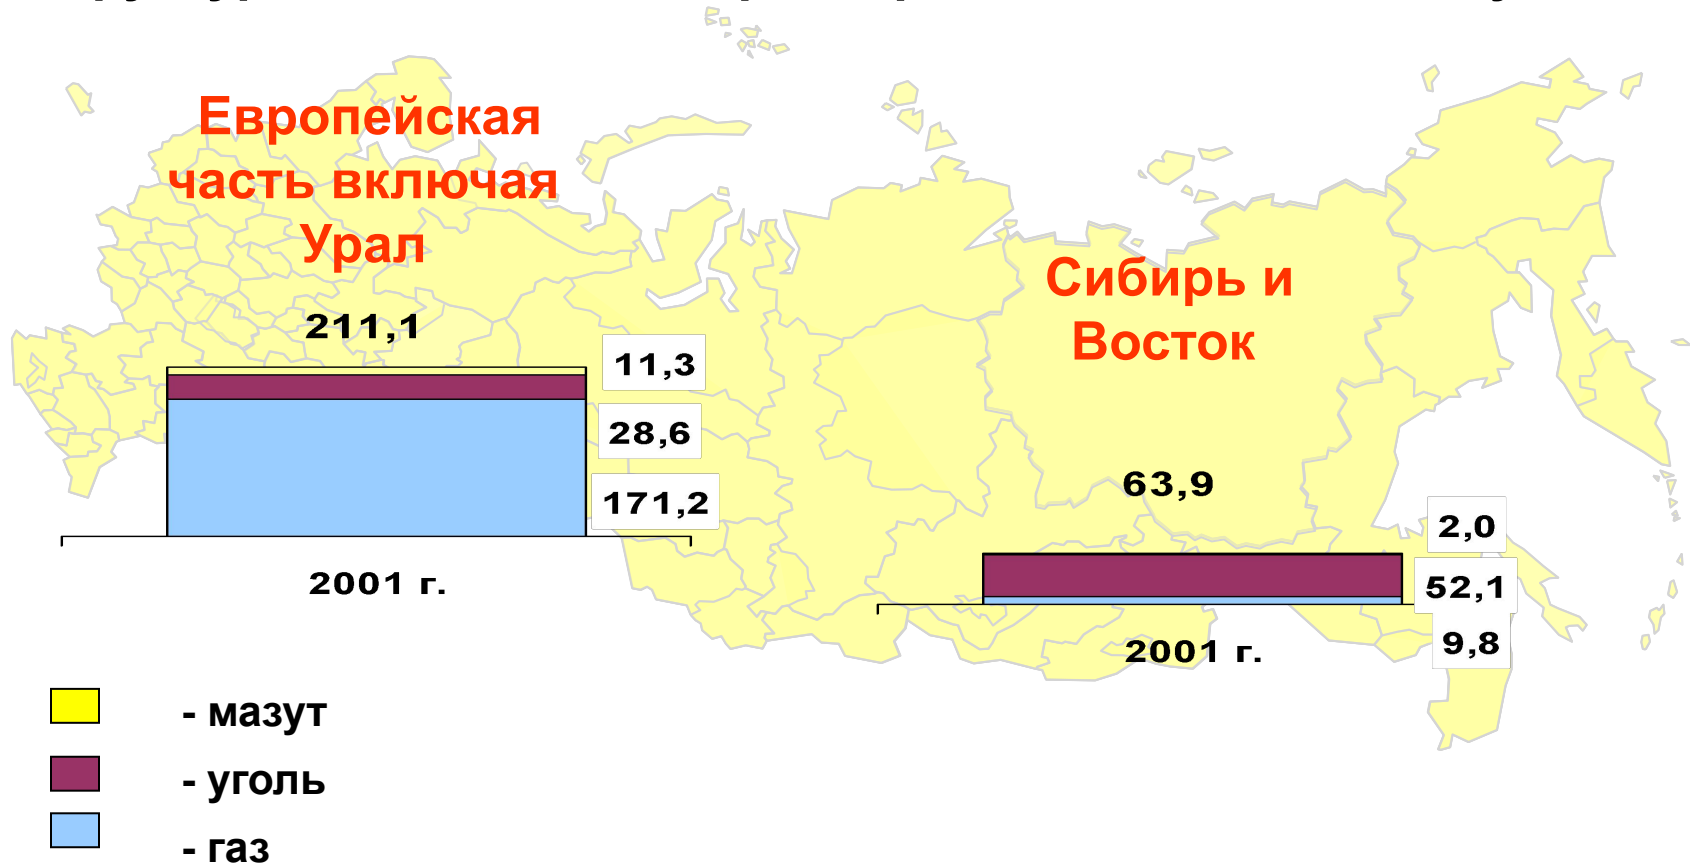 Европейская
часть включая
Урал
211,1
11,3
28,6
171,2
2001 г.
Сибирь и
Восток
63,9
2,0
52,1
9,8
2001 г.
- мазут
- уголь
- газ